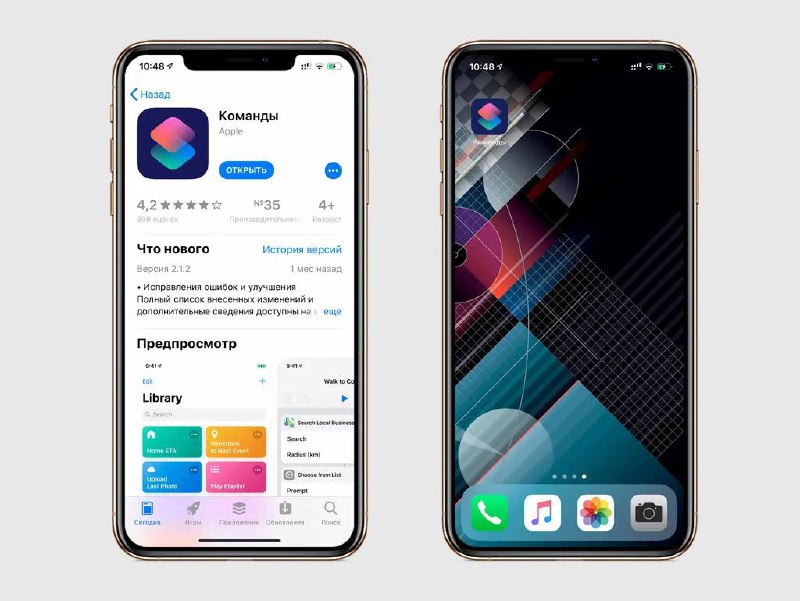 10:48
Назад
Команды
Apple
ОТКРЫТЬ
4,2
№35
4+
899 оценок
Производительнос
Возраст
Что нового
История версий
Версия 2.1.2
1 мес назад
• Исправления ошибок и улучшения
Полный список внесенных изменений и
дополнительные сведения доступны на
еще
Предпросмотр
9:41
Edit
Library
Search
Home ETA
Directions
to Next Event
Upload
Last Photo
Play Playlist
9:41
Walk to Co
Search Local Business
Search
Radius (km)
Choose from List
Prompt
Сегодня
Игры
Приложения
Обновления
Поиск
10:48
Команды